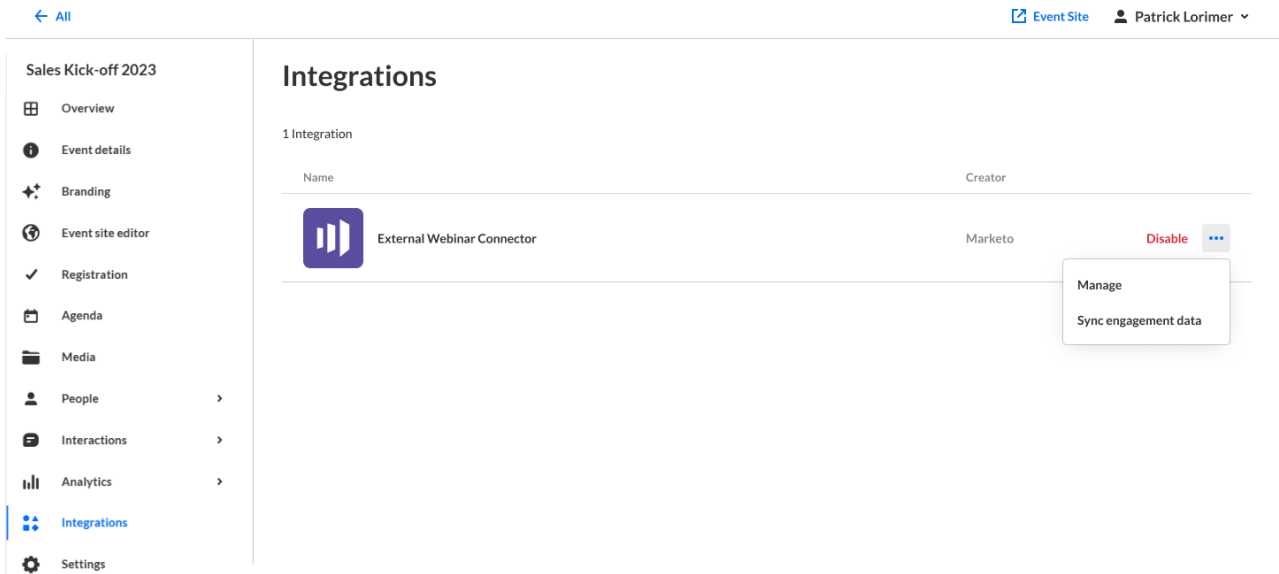 All
Event Site
Patrick Lorimer
Sales Kick-off 2023
Overview
Event details
Branding
Event site editor
Registration
Agenda
Media
People
Interactions
Analytics
Integrations
Settings
Integrations
1 Integration
Name Creator
External Webinar Connector Marketo Disable
Manage
Sync engagement data